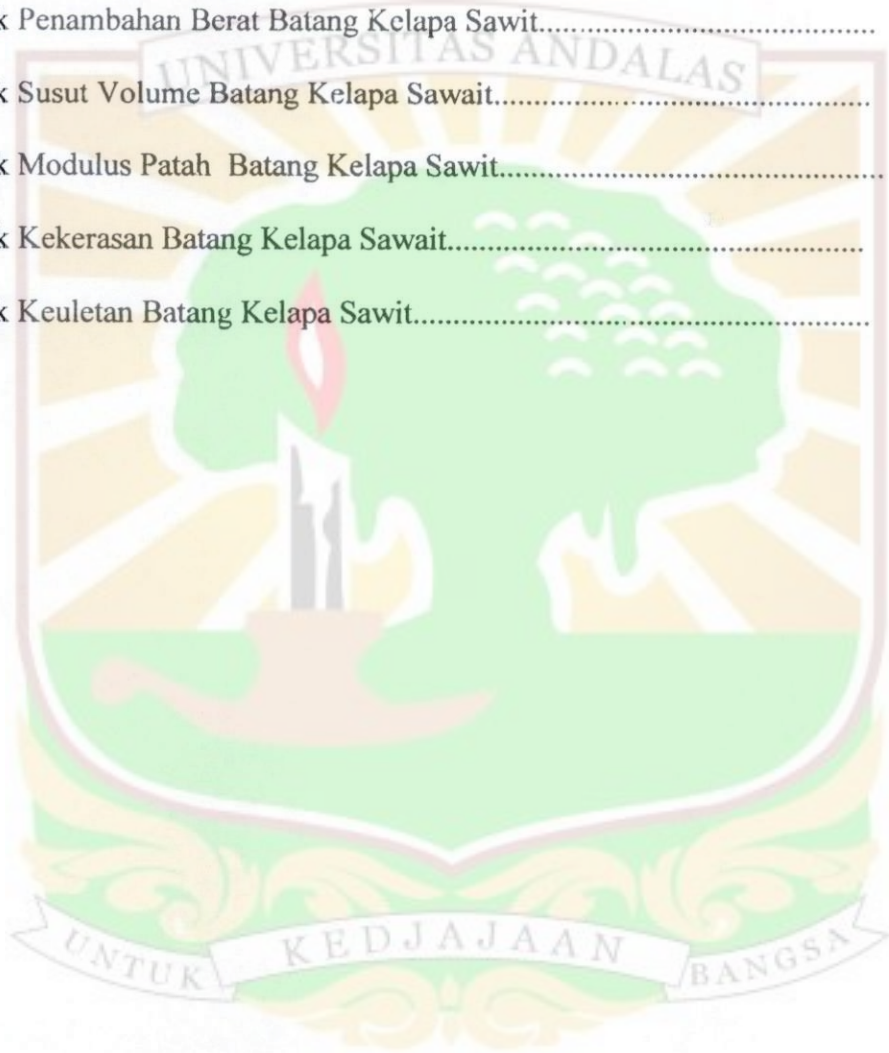 k Penambahan Berat Batang Kelapa Sawit..........................................
UNIVERSITAS ANDALAS
k Susut Volume Batang Kelapa Sawait...............................................
k Modulus Patah  Batang Kelapa Sawit................................................
k Kekerasan Batang Kelapa Sawait....................................................
k Keuletan Batang Kelapa Sawit.........................................................
UNTUK KEDJAJAAN BANGSA